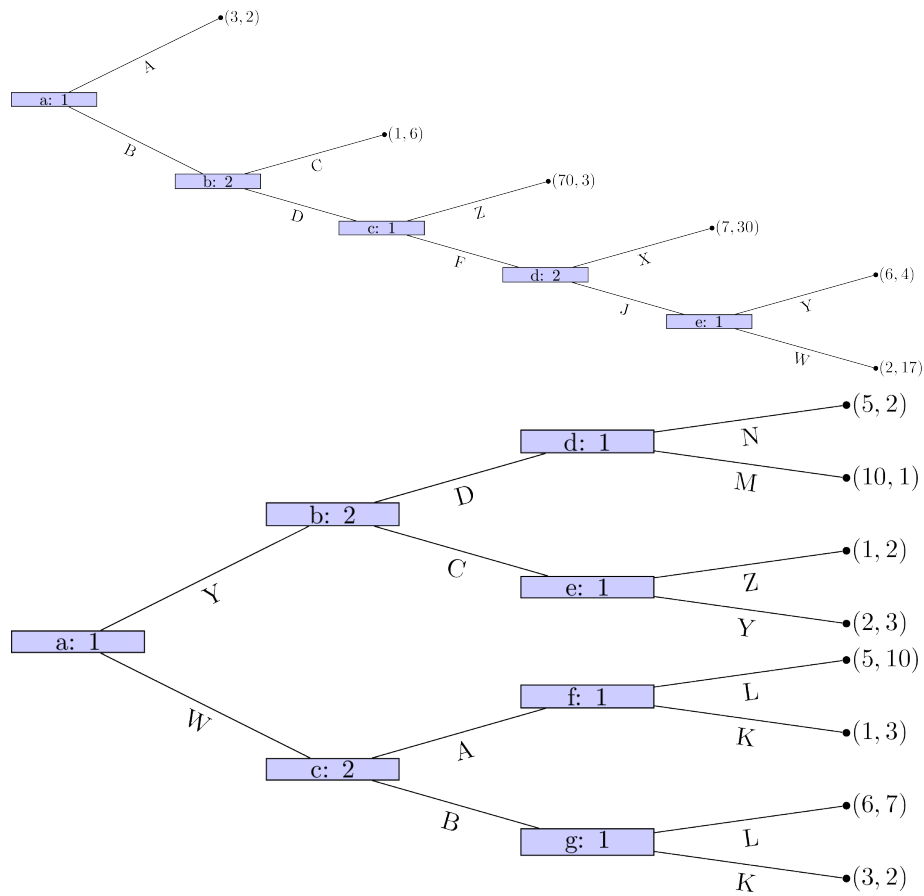 (3, 2)
A
a: 1
B
(1, 6)
C
b: 2
D
(70, 3)
Z
c: 1
F
(7, 30)
X
d: 2
J
(6, 4)
Y
e: 1
W
(2, 17)
(5, 2)
N
d: 1
M
(10, 1)
D
b: 2
C
(1, 2)
Z
e: 1
Y
(2, 3)
Y
a: 1
W
(5, 10)
L
f: 1
K
(1, 3)
A
c: 2
B
(6, 7)
L
g: 1
K
(3, 2)